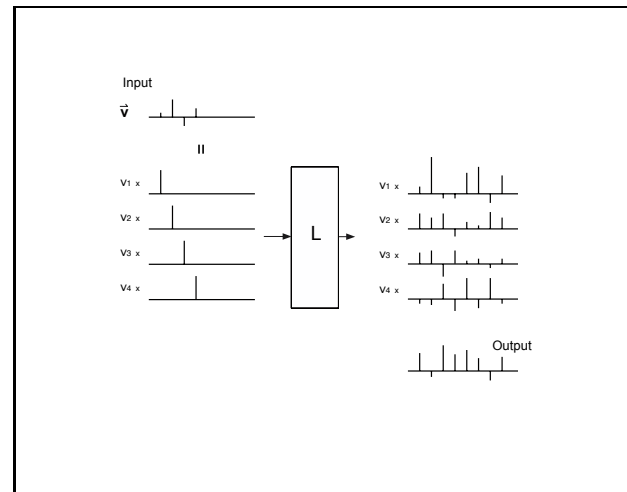 Input
v
=
v1 x
v2 x
v3 x
v4 x
L
v1 x
v2 x
v3 x
v4 x
Output